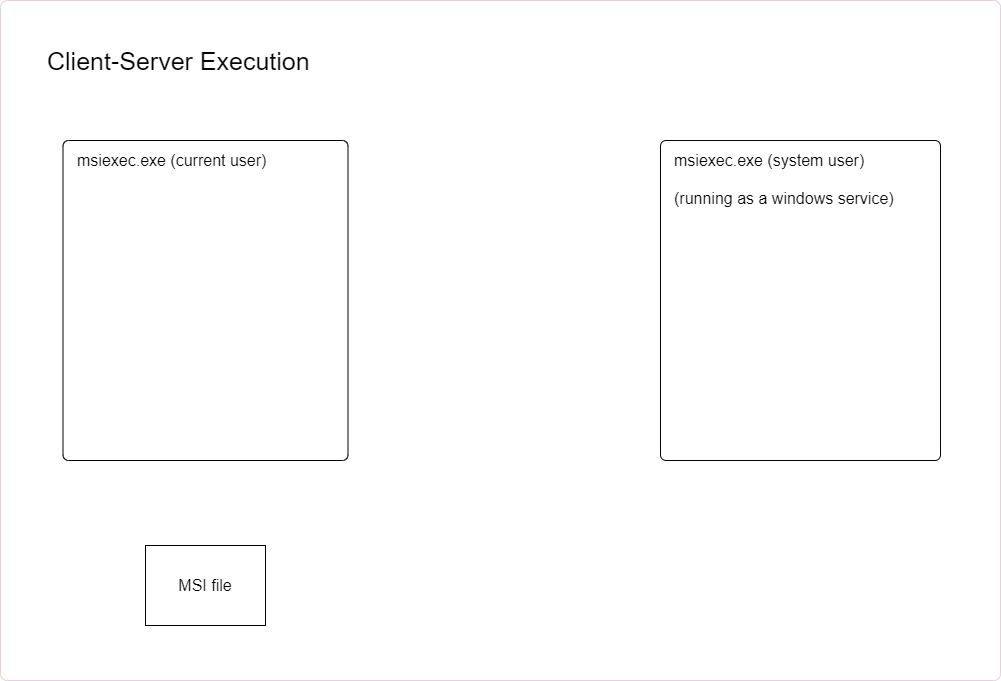 Client-Server Execution
msiexec.exe (current user)
msiexec.exe (system user)
(running as a windows service)
MSI file